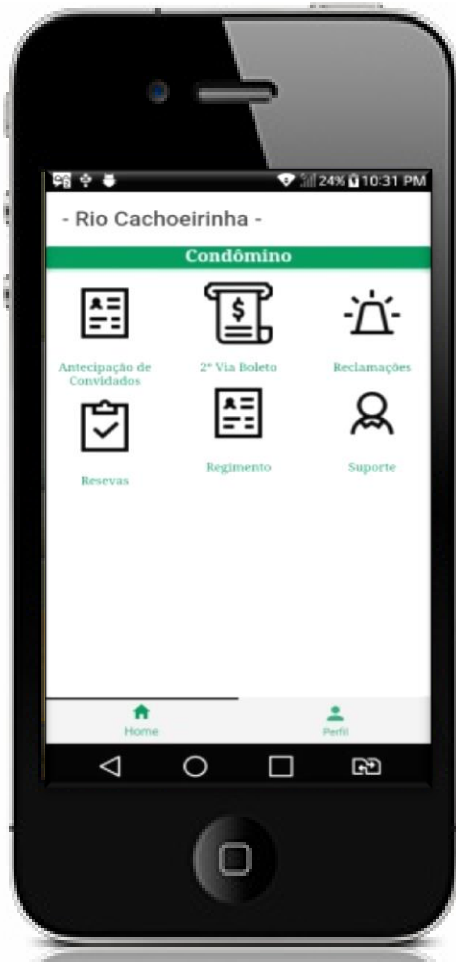 24% 10:31 PM
- Rio Cachoeirinha -
Condômino
Antecipação de
Convidados
2ª Via Boleto
Reclamações
Resevas
Regimento
Suporte
Home
Perfil